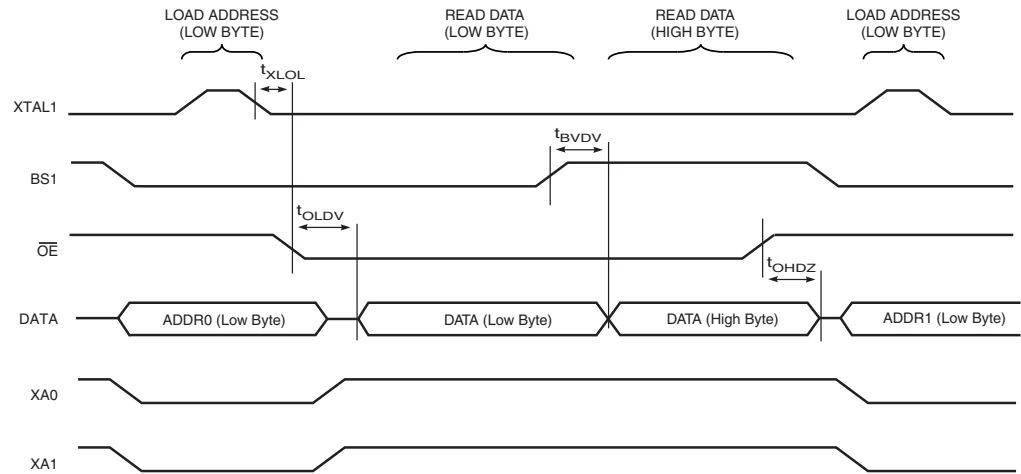 LOAD ADDRESS
(LOW BYTE)
READ DATA
(LOW BYTE)
READ DATA
(HIGH BYTE)
LOAD ADDRESS
(LOW BYTE)
tXLOL
XTAL1
tBVDV
BS1
tOLDV
OE
tOHDZ
DATA
ADDR0 (Low Byte)
DATA (Low Byte)
DATA (High Byte)
ADDR1 (Low Byte)
XA0
XA1